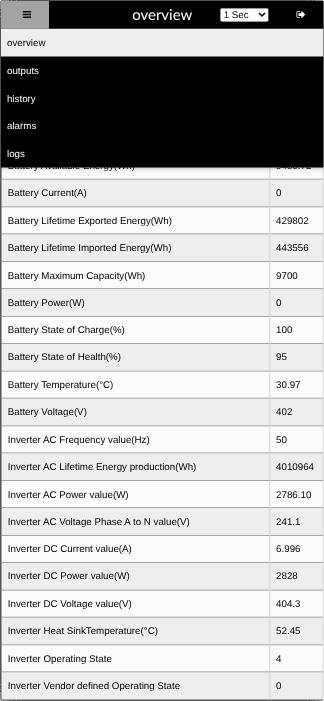 overview
1 Sec
overview
outputs
history
alarms
logs
Battery Available Energy(Wh)
Battery Current(A) 0
Battery Lifetime Exported Energy(Wh) 429802
Battery Lifetime Imported Energy(Wh) 443556
Battery Maximum Capacity(Wh) 9700
Battery Power(W) 0
Battery State of Charge(%) 100
Battery State of Health(%) 95
Battery Temperature(°C) 30.97
Battery Voltage(V) 402
Inverter AC Frequency value(Hz) 50
Inverter AC Lifetime Energy production(Wh) 4010964
Inverter AC Power value(W) 2786.10
Inverter AC Voltage Phase A to N value(V) 241.1
Inverter DC Current value(A) 6.996
Inverter DC Power value(W) 2828
Inverter DC Voltage value(V) 404.3
Inverter Heat SinkTemperature(°C) 52.45
Inverter Operating State 4
Inverter Vendor defined Operating State 0